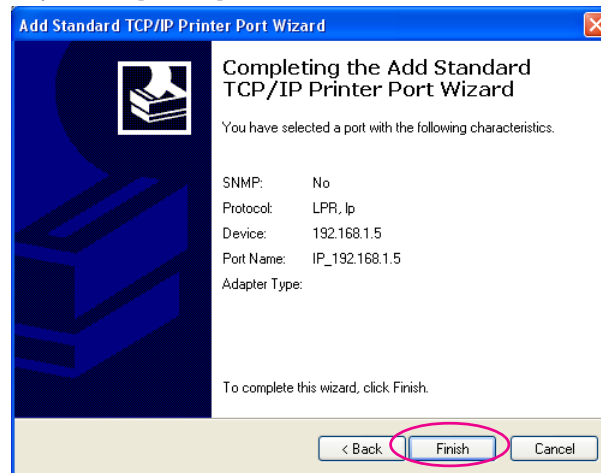 Add Standard TCP/IP Printer Port Wizard
Completing the Add Standard
TCP/IP Printer Port Wizard
You have selected a port with the following characteristics.
SNMP: No
Protocol: LPR, lp
Device: 192.168.1.5
Port Name: IP_192.168.1.5
Adapter Type:
To complete this wizard, click Finish.
< Back Finish Cancel